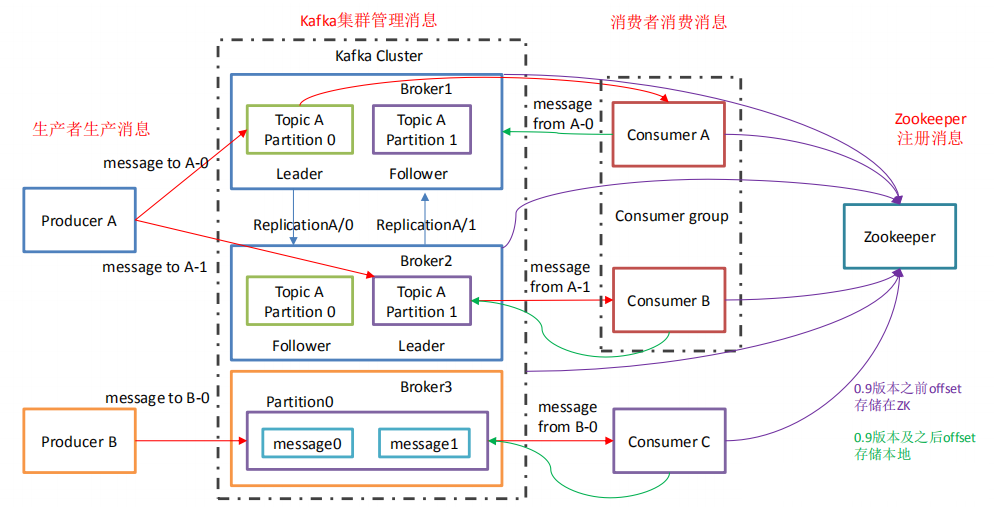 Kafka集群管理消息
消费者消费消息
Kafka Cluster
Broker1
生产者生产消息
Topic A
Partition 0
Topic A
Partition 1
message
from A-0
Consumer A
Zookeeper
注册消息
message to A-0
Leader
Follower
Producer A
ReplicationA/0
ReplicationA/1
Consumer group
Zookeeper
message to A-1
Broker2
Topic A
Partition 0
Topic A
Partition 1
message
from A-1
Consumer B
Follower
Leader
Broker3
message to B-0
Partition0
message
from B-0
0.9版本之前offset
存储在ZK
Producer B
message0
message1
Consumer C
0.9版本及之后offset
存储本地